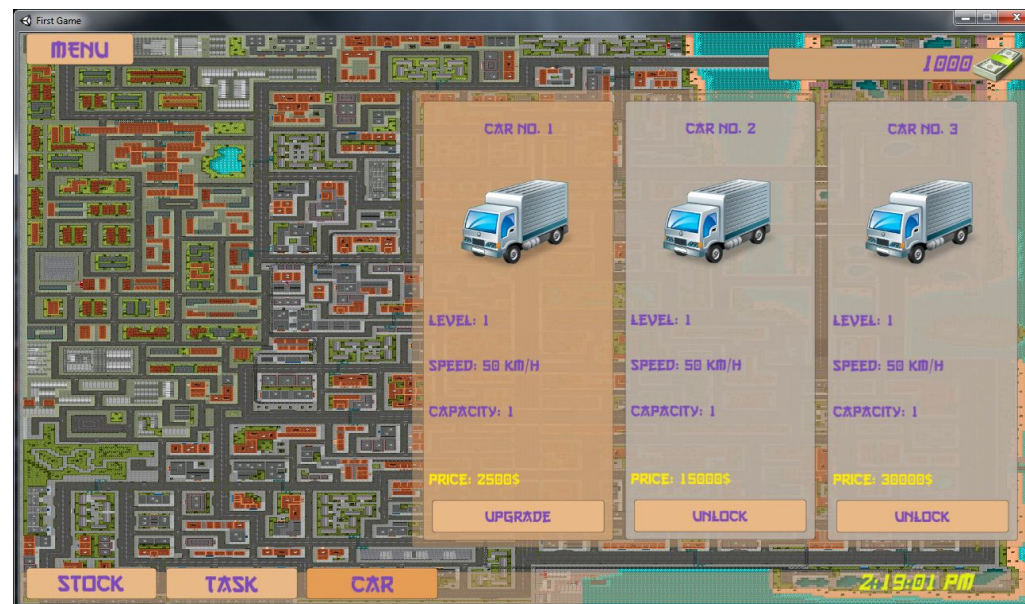 First Game
MENU
1000
CAR NO. 1
CAR NO. 2
CAR NO. 3
LEVEL: 1
LEVEL: 1
LEVEL: 1
SPEED: 50 KM/H
SPEED: 50 KM/H
SPEED: 50 KM/H
CAPACITY: 1
CAPACITY: 1
CAPACITY: 1
PRICE: 2500$
PRICE: 15000$
PRICE: 30000$
UPGRADE
UNLOCK
UNLOCK
STOCK
TASK
CAR
2:19:01 PM